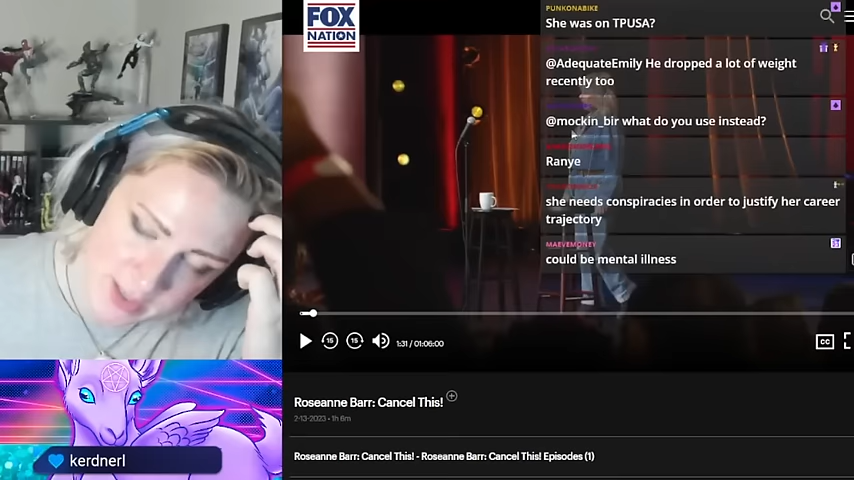 FOX
NATION
PUNKONABIKE
She was on TPUSA?
@AdequateEmily He dropped a lot of weight
recently too
@mockin_bir what do you use instead?
Ranye
she needs conspiracies in order to justify her career
trajectory
MAEVEMONEY
could be mental illness
15
15
1:31 / 01:06:00
CC
Roseanne Barr: Cancel This!
2-13-2023 • 1h 6m
Roseanne Barr: Cancel This! - Roseanne Barr: Cancel This! Episodes (1)
kerdnerl